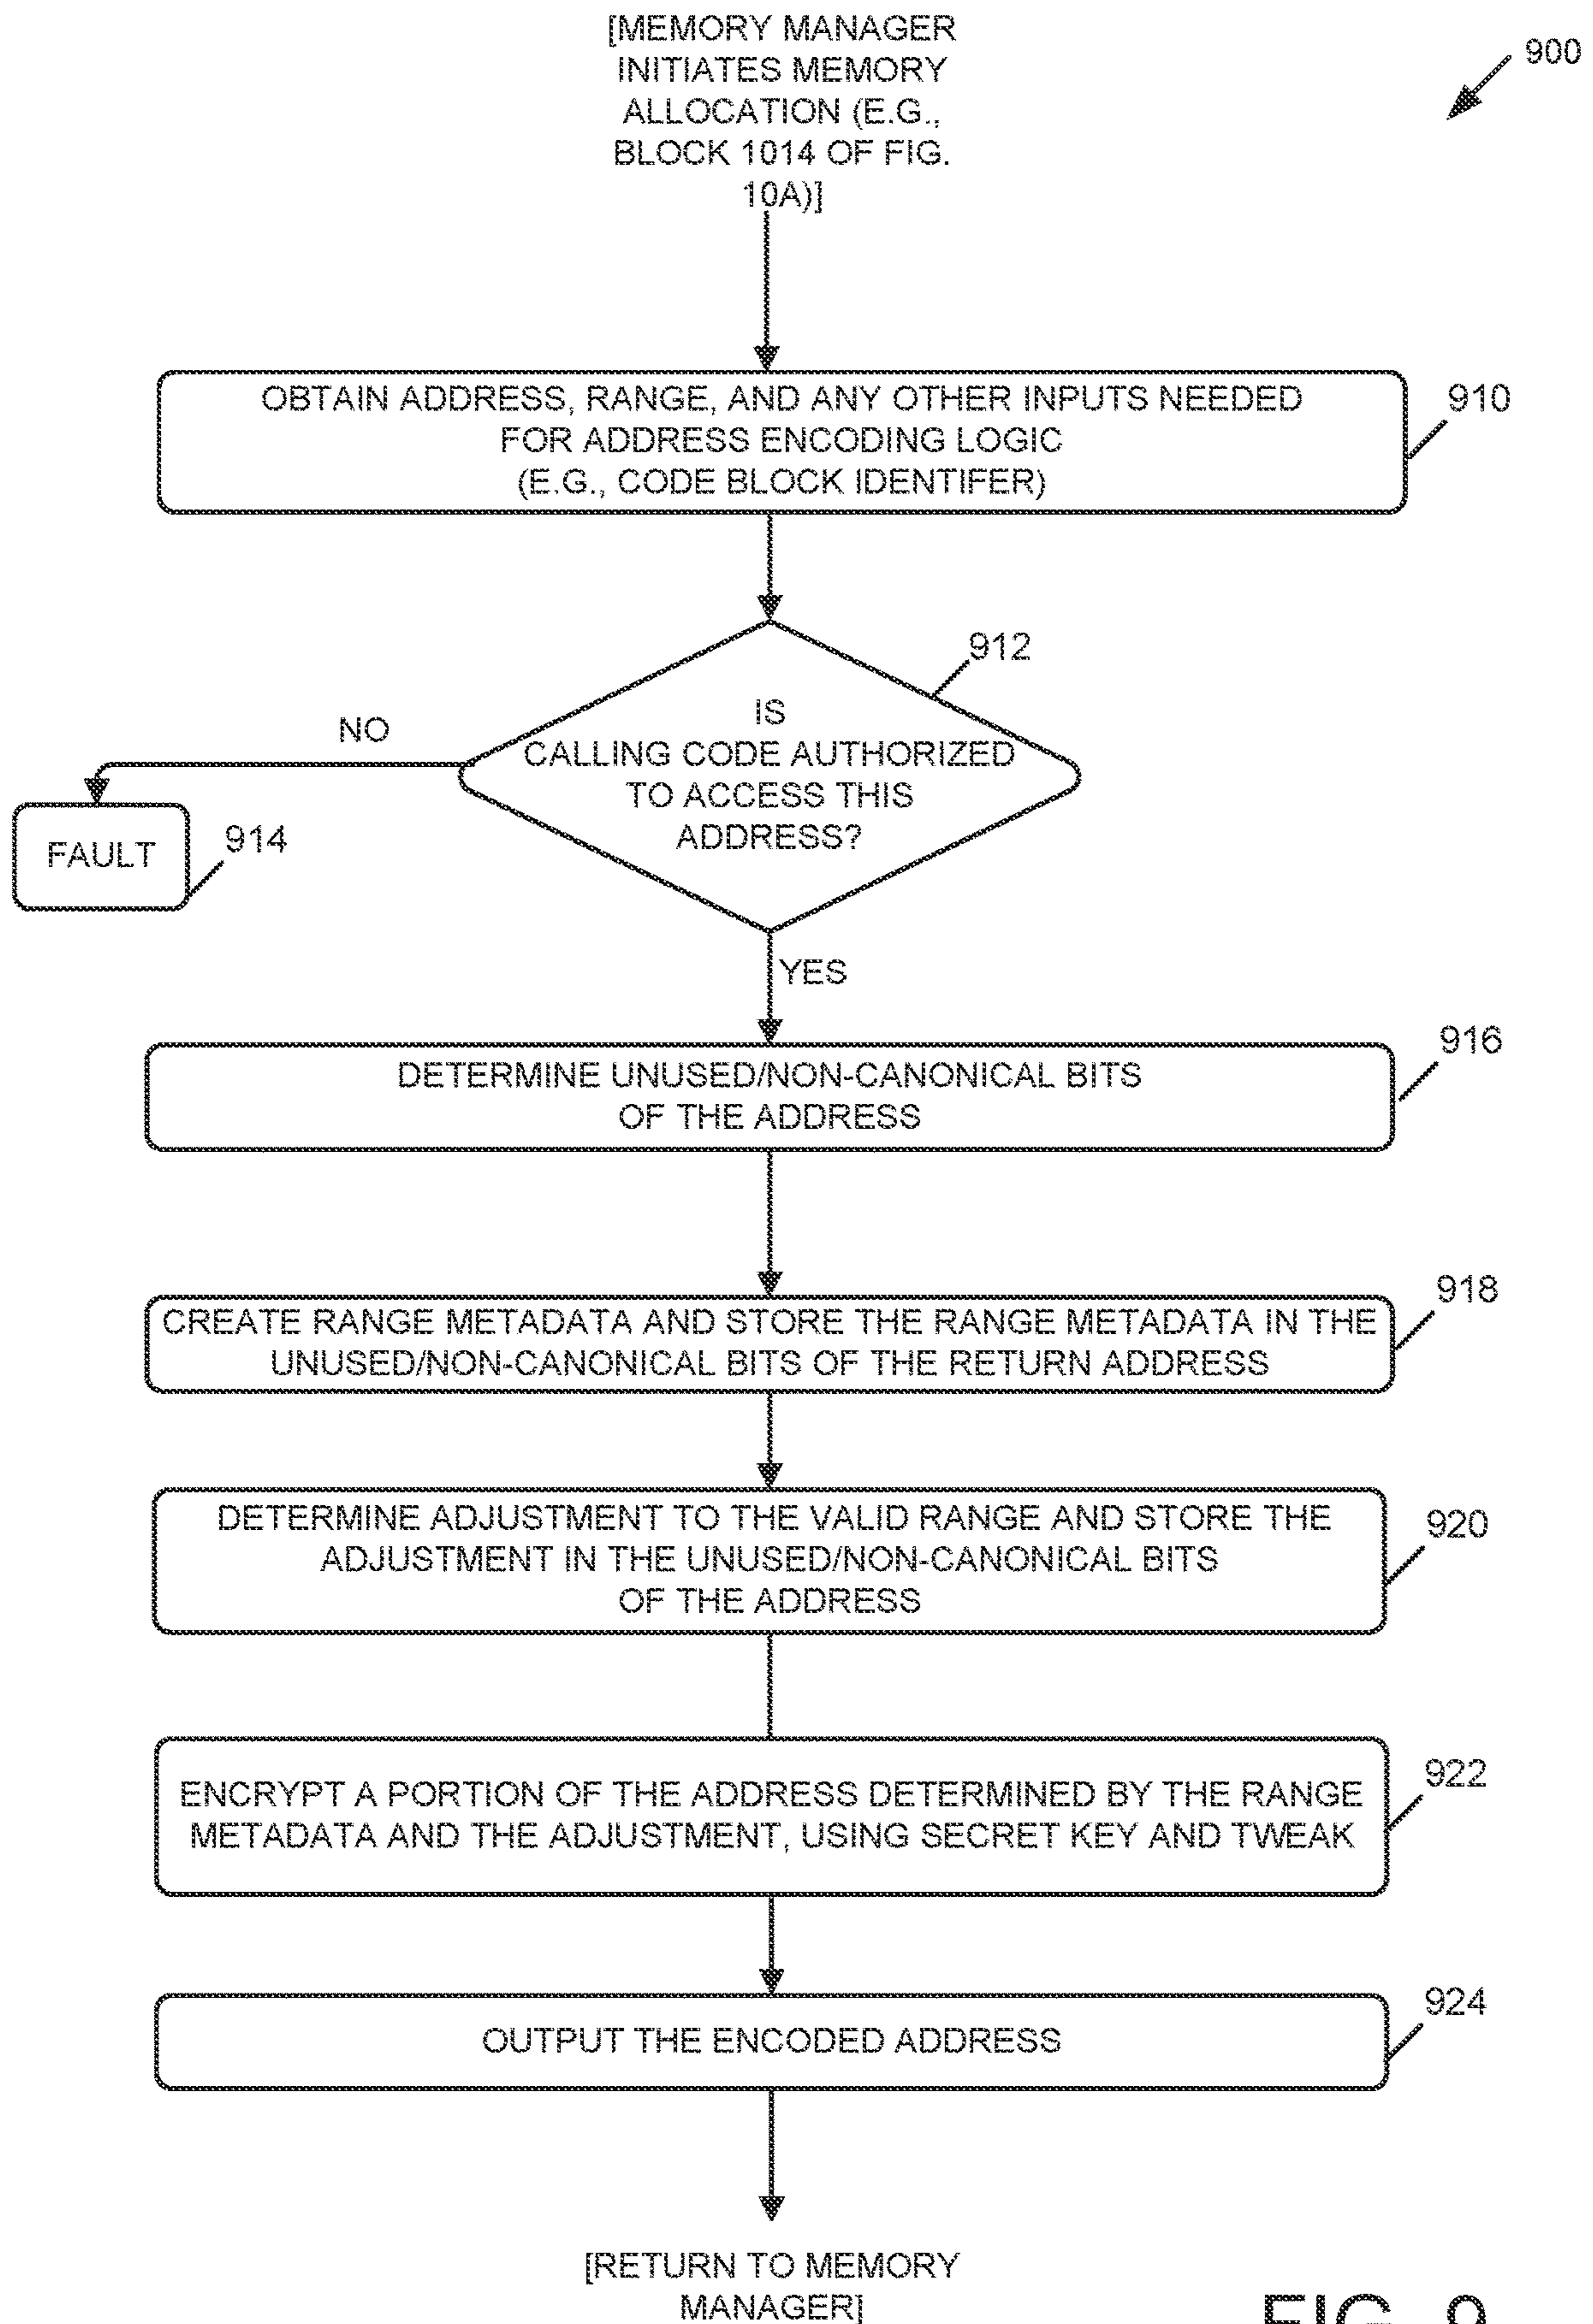 [MEMORY MANAGER
INITIATES MEMORY
ALLOCATION (E.G.,
BLOCK 1014 OF FIG.
10A)]
900
OBTAIN ADDRESS, RANGE, AND ANY OTHER INPUTS NEEDED
FOR ADDRESS ENCODING LOGIC
(E.G., CODE BLOCK IDENTIFER)
910
912
IS
CALLING CODE AUTHORIZED
TO ACCESS THIS
ADDRESS?
NO
FAULT
914
YES
DETERMINE UNUSED/NON-CANONICAL BITS
OF THE ADDRESS
916
CREATE RANGE METADATA AND STORE THE RANGE METADATA IN THE
UNUSED/NON-CANONICAL BITS OF THE RETURN ADDRESS
918
DETERMINE ADJUSTMENT TO THE VALID RANGE AND STORE THE
ADJUSTMENT IN THE UNUSED/NON-CANONICAL BITS
OF THE ADDRESS
920
ENCRYPT A PORTION OF THE ADDRESS DETERMINED BY THE RANGE
METADATA AND THE ADJUSTMENT, USING SECRET KEY AND TWEAK
922
OUTPUT THE ENCODED ADDRESS
924
[RETURN TO MEMORY
MANAGER]
FIG. 9